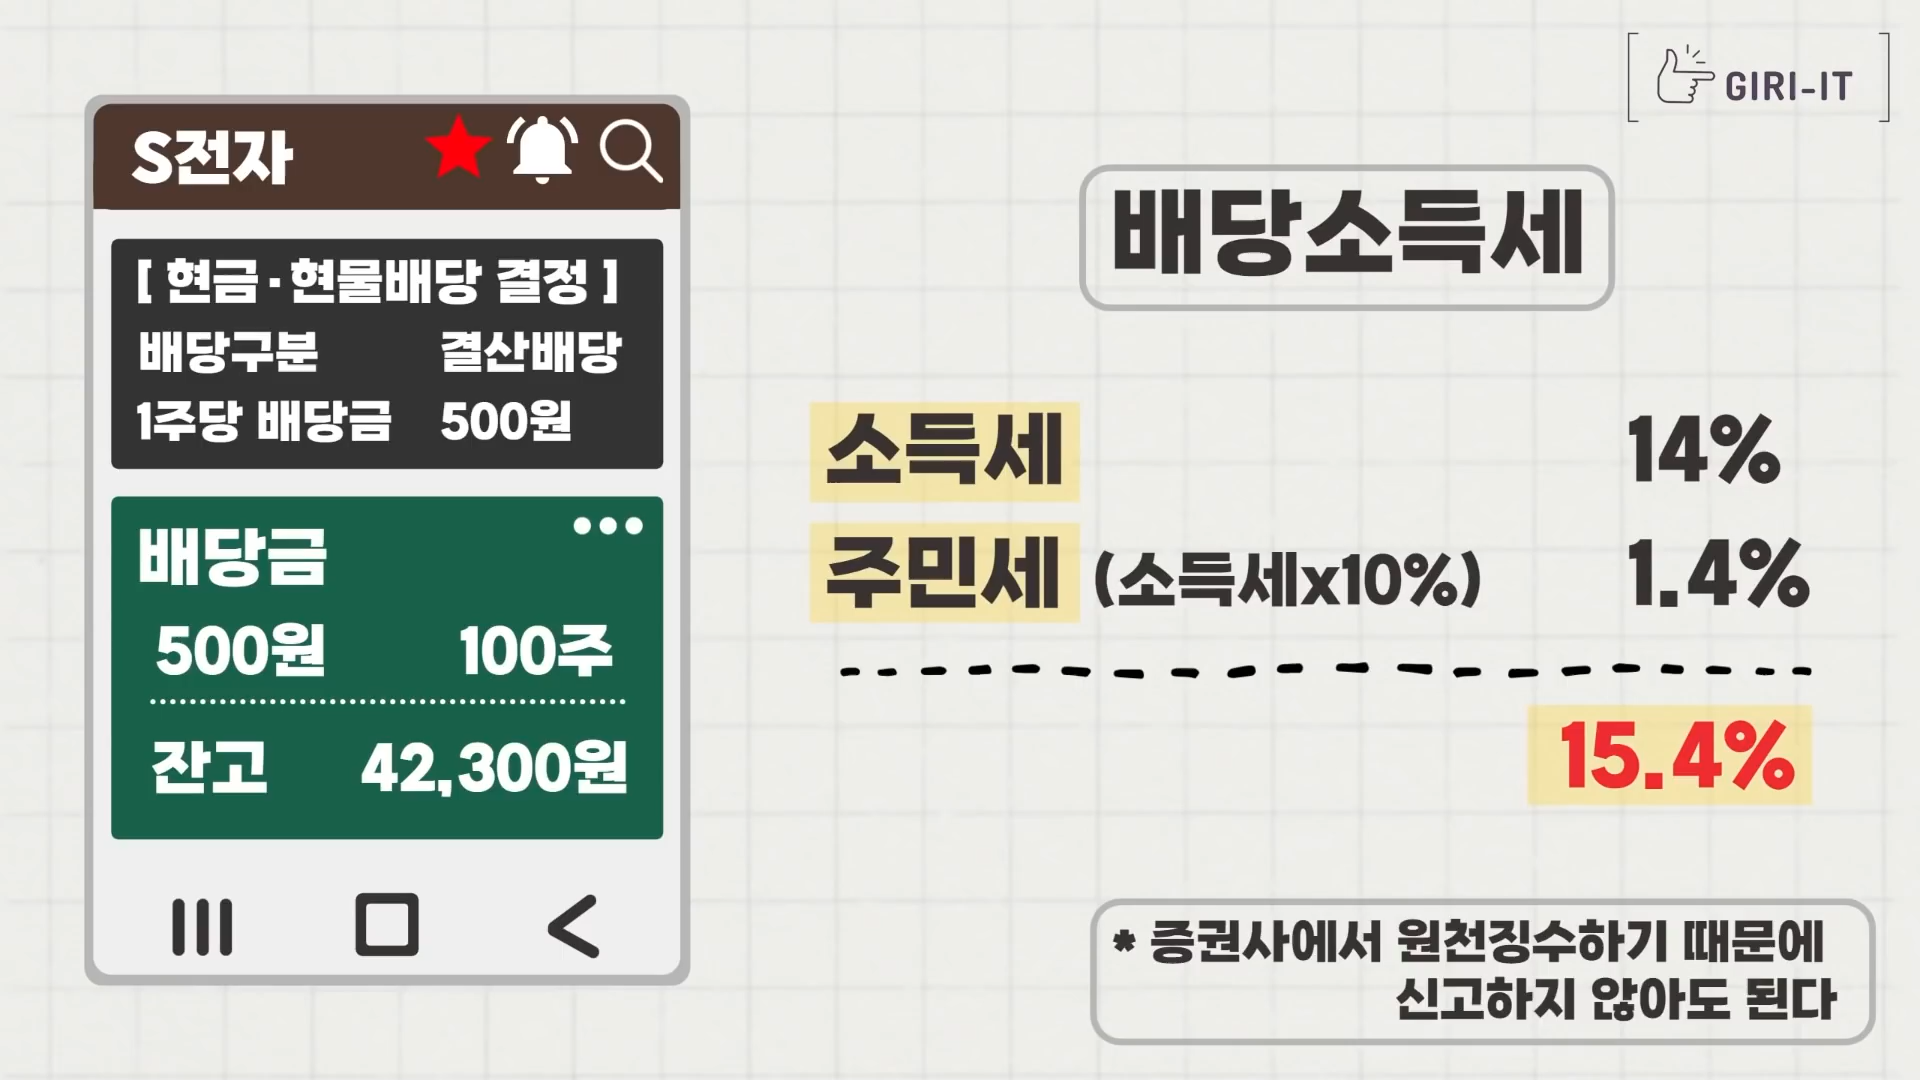 GIRI-IT
S전자
[ 현금·현물배당 결정 ]
배당구분 결산배당
1주당 배당금 500원
배당금
500원 100주
잔고 42,300원
배당소득세
소득세 14%
주민세 (소득세x10%) 1.4%
15.4%
* 증권사에서 원천징수하기 때문에
신고하지 않아도 된다